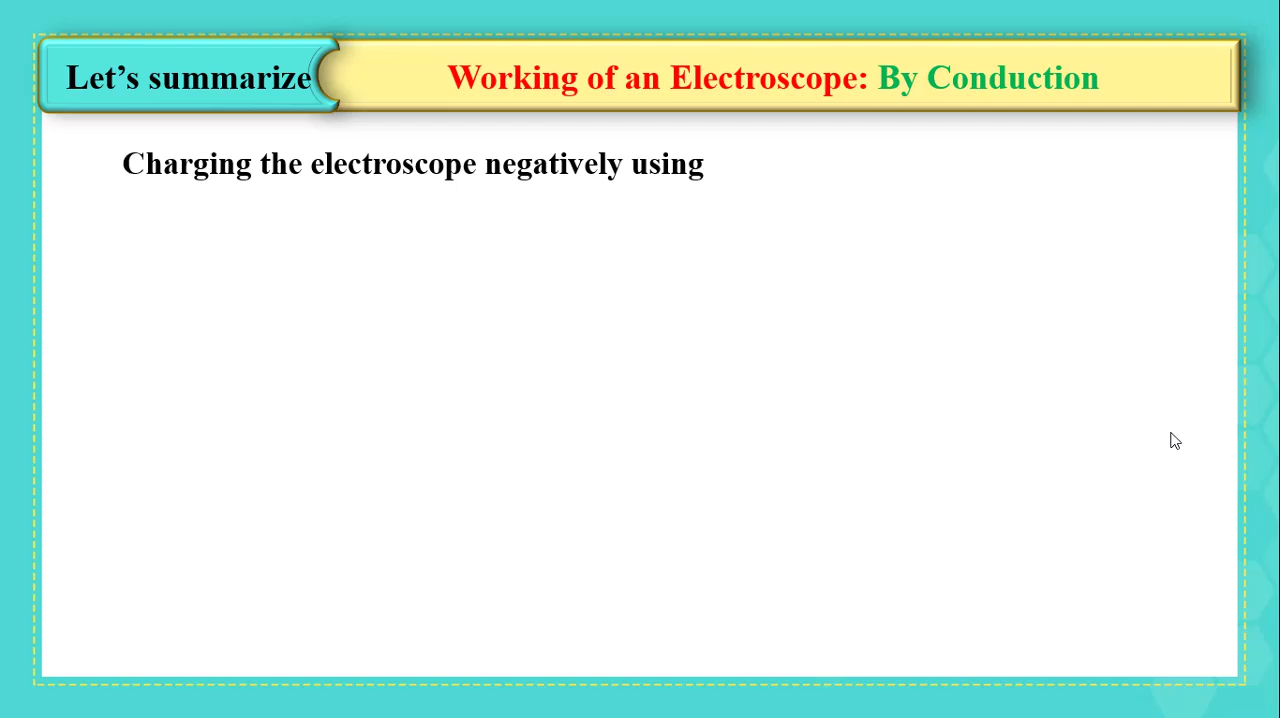 Let’s summarize
Working of an Electroscope: By Conduction
Charging the electroscope negatively using